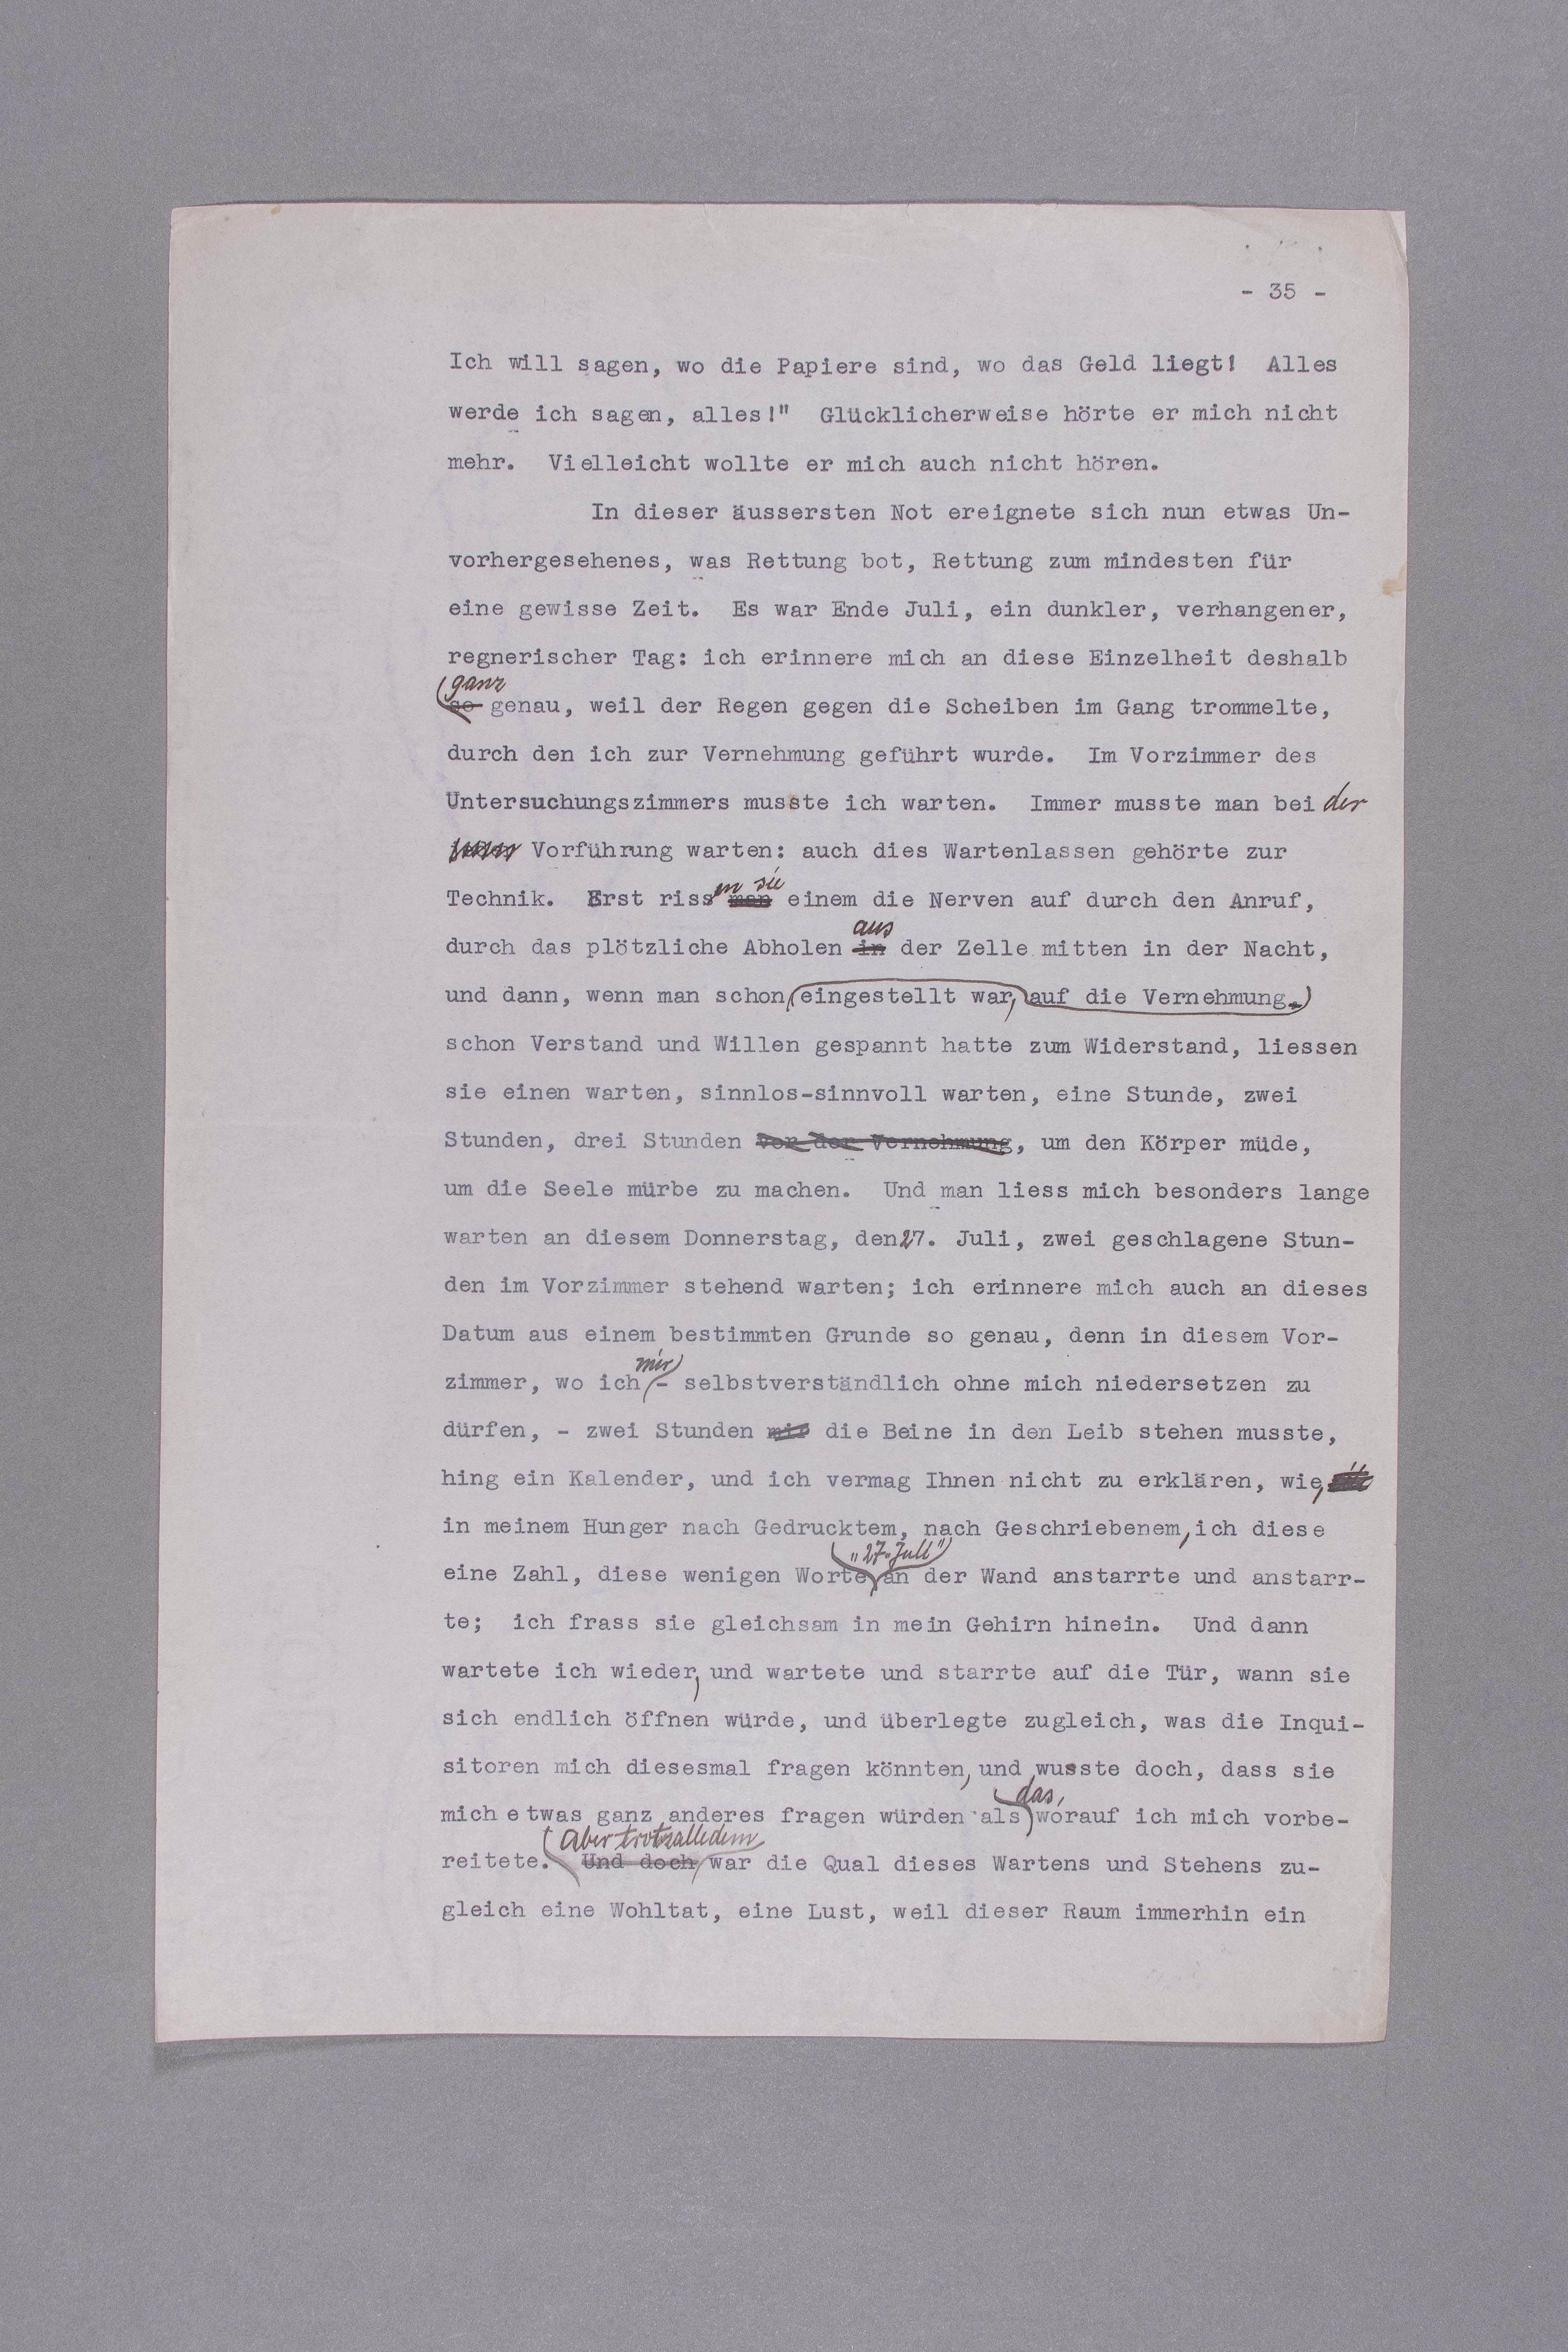 - 35 -
Ich will sagen, wo die Papiere sind, wo das Geld liegt! Alles
werde ich sagen, alles!" Glücklicherweise hörte er mich nicht
mehr. Vielleicht wollte er mich auch nicht hören.
In dieser äussersten Not ereignete sich nun etwas Un-
vorhergesehenes, was Rettung bot, Rettung zum mindesten für
eine gewisse Zeit. Es war Ende Juli, ein dunkler, verhangener,
regnerischer Tag: ich erinnere mich an diese Einzelheit deshalb
ganz
so genau, weil der Regen gegen die Scheiben im Gang trommelte,
durch den ich zur Vernehmung geführt wurde. Im Vorzimmer des
Untersuchungszimmers musste ich warten. Immer musste man bei der
Vorführung warten: auch dies Wartenlassen gehörte zur
en sie
Technik. Erst riss man einem die Nerven auf durch den Anruf,
aus
durch das plötzliche Abholen in der Zelle mitten in der Nacht,
und dann, wenn man schon eingestellt war, auf die Vernehmung
schon Verstand und Willen gespannt hatte zum Widerstand, liessen
sie einen warten, sinnlos-sinnvoll warten, eine Stunde, zwei
Stunden, drei Stunden vor der Vernehmung, um den Körper müde,
um die Seele mürbe zu machen. Und man liess mich besonders lange
warten an diesem Donnerstag, den 27. Juli, zwei geschlagene Stun-
den im Vorzimmer stehend warten; ich erinnere mich auch an dieses
Datum aus einem bestimmten Grunde so genau, denn in diesem Vor-
mir
zimmer, wo ich - selbstverständlich ohne mich niedersetzen zu
dürfen, - zwei Stunden mir die Beine in den Leib stehen musste,
hing ein Kalender, und ich vermag Ihnen nicht zu erklären, wie,
in meinem Hunger nach Gedrucktem, nach Geschriebenem, ich diese
"27. Juli"
eine Zahl, diese wenigen Worte, an der Wand anstarrte und anstarr-
te; ich frass sie gleichsam in mein Gehirn hinein. Und dann
wartete ich wieder, und wartete und starrte auf die Tür, wann sie
sich endlich öffnen würde, und überlegte zugleich, was die Inqui-
sitoren mich diesesmal fragen könnten, und wusste doch, dass sie
das,
mich etwas ganz anderes fragen würden als worauf ich mich vorbe-
Aber trotzalledem
reitete. Und doch war die Qual dieses Wartens und Stehens zu-
gleich eine Wohltat, eine Lust, weil dieser Raum immerhin ein